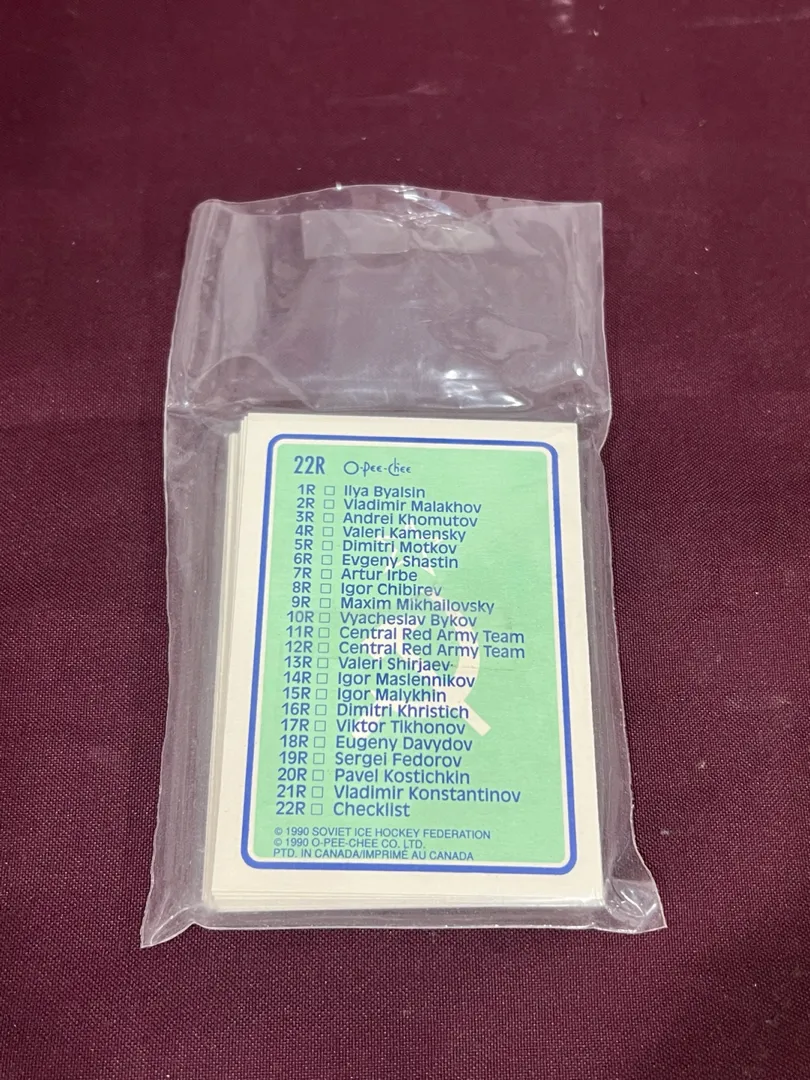 22R O-Pee-Chee
1R □ Ilya Byalsin
2R □ Vladimir Malakhov
3R □ Andrei Khomutov
4R □ Valeri Kamensky
5R □ Dimitri Motkov
6R □ Evgeny Shastin
7R □ Artur Irbe
8R □ Igor Chibirev
9R □ Maxim Mikhailovsky
10R □ Vyacheslav Bykov
11R □ Central Red Army Team
12R □ Central Red Army Team
13R □ Valeri Shirjaev
14R □ Igor Maslennikov
15R □ Igor Malykhin
16R □ Dimitri Khristich
17R □ Viktor Tikhonov
18R □ Eugeny Davydov
19R □ Sergei Fedorov
20R □ Pavel Kostichkin
21R □ Vladimir Konstantinov
22R □ Checklist
© 1990 SOVIET ICE HOCKEY FEDERATION
© 1990 O-PEE-CHEE CO. LTD.
PTD. IN CANADA/IMPRIMÉ AU CANADA